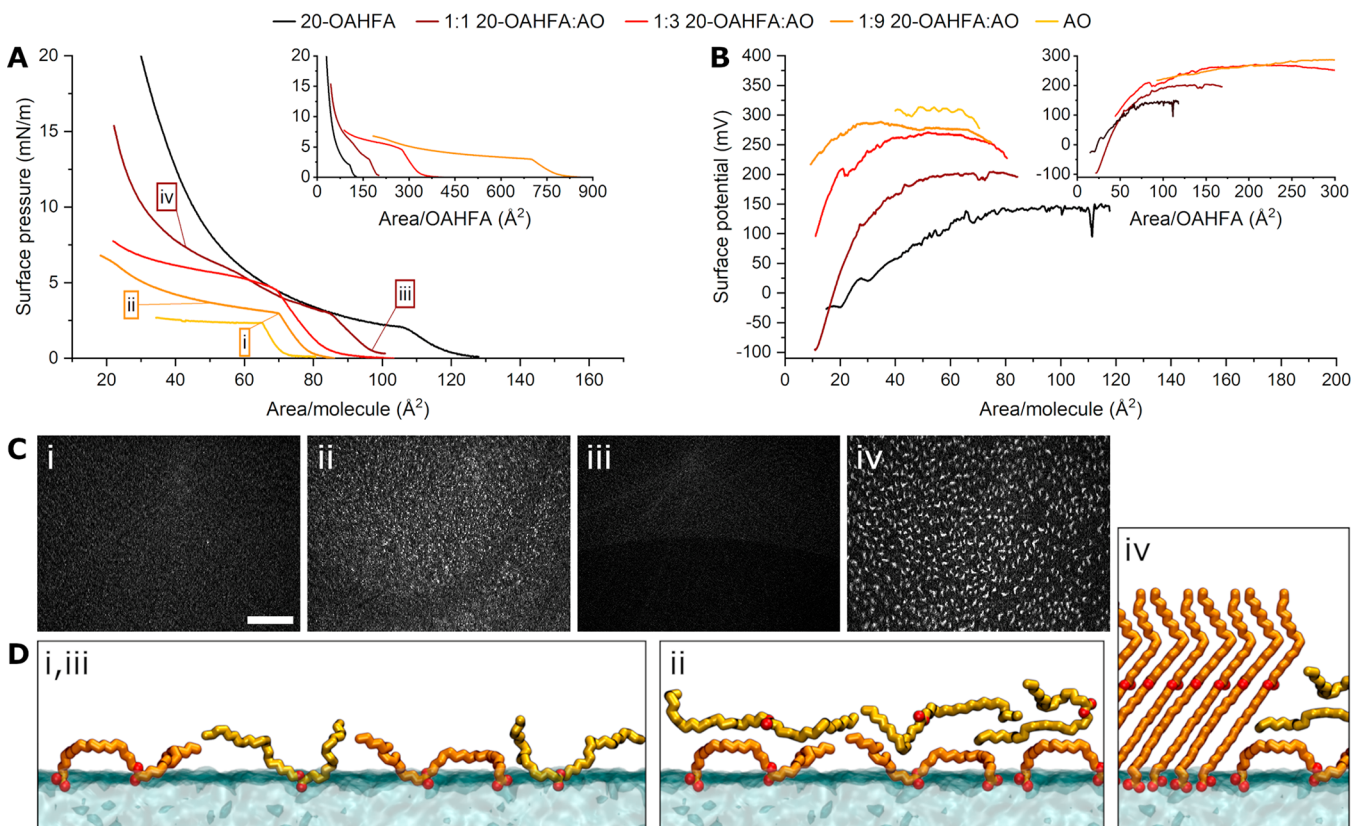 20-OAHFA 1:1 20-OAHFA:AO 1:3 20-OAHFA:AO 1:9 20-OAHFA:AO AO
A
Surface pressure (mN/m)
20
15
10
5
0
20 40 60 80 100 120 140 160
Area/molecule (Å²)
iv
iii
ii
i
20
15
10
5
0
0 150 300 450 600 750 900
Area/OAHFA (Å²)
B
Surface potential (mV)
400
350
300
250
200
150
100
50
0
-50
-100
0 20 40 60 80 100 120 140 160 180 200
Area/molecule (Å²)
300
200
100
0
-100
0 50 100 150 200 250 300
Area/OAHFA (Å²)
C
i
ii
iii
iv
D
i,iii
ii
iv